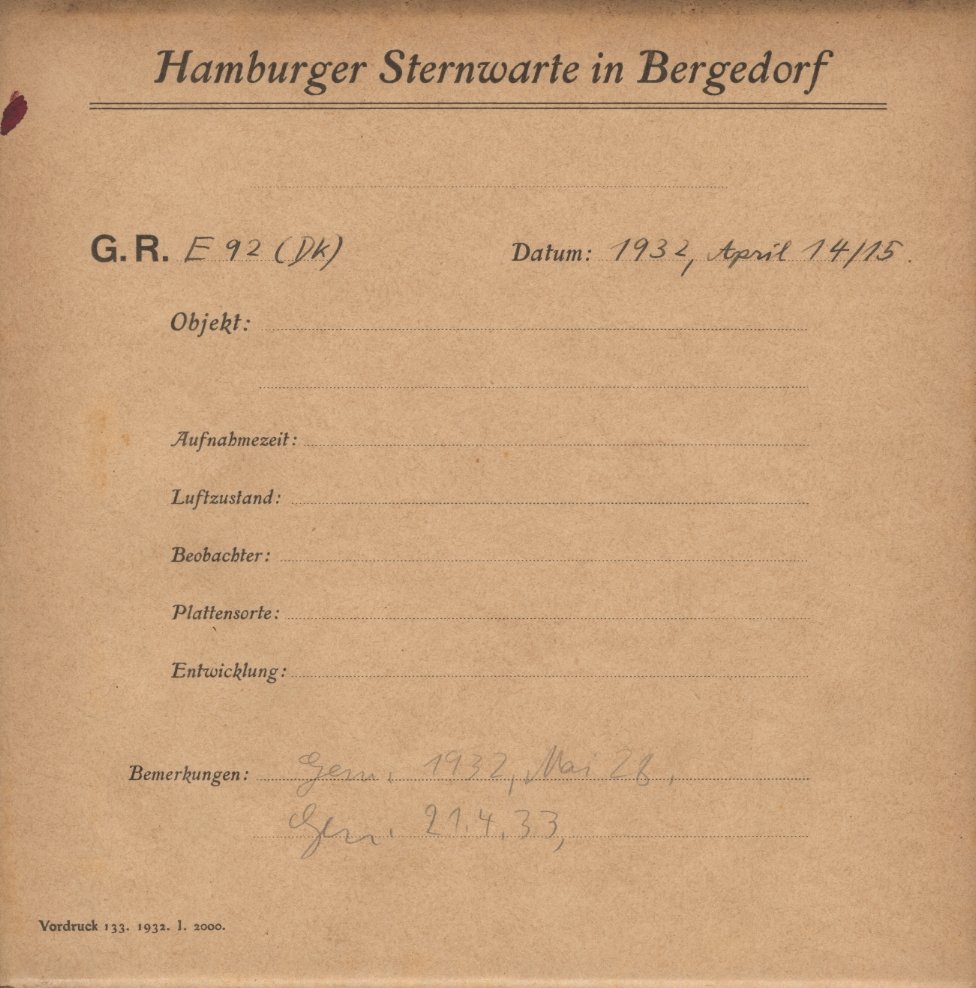 Hamburger Sternwarte in Bergedorf
G. R. E 92 (DK) Datum: 1932, April 14/15.
Objekt:
Aufnahmezeit:
Luftzustand:
Beobachter:
Plattensorte:
Entwicklung:
Bemerkungen: Gem. 1932, Mai 28.
Gem. 21.4.33,
Vordruck 133. 1932. I. 2000.